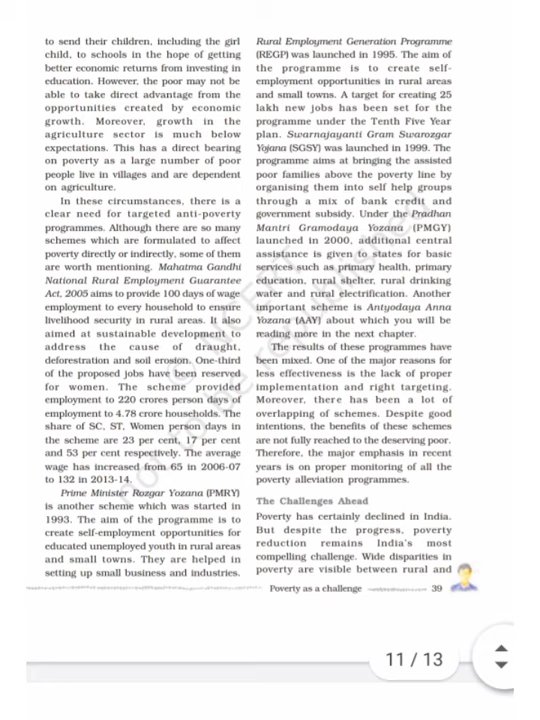 to send their children, including the girl
child, to schools in the hope of getting
better economic returns from investing in
education. However, the poor may not be
able to take direct advantage from the
opportunities created by economic
growth. Moreover, growth in the
agriculture sector is much below
expectations. This has a direct bearing
on poverty as a large number of poor
people live in villages and are dependent
on agriculture.
In these circumstances, there is a
clear need for targeted anti-poverty
programmes. Although there are so many
schemes which are formulated to affect
poverty directly or indirectly, some of them
are worth mentioning. Mahatma Gandhi
National Rural Employment Guarantee
Act, 2005 aims to provide 100 days of wage
employment to every household to ensure
livelihood security in rural areas. It also
aimed at sustainable development to
address the cause of draught,
deforestration and soil erosion. One-third
of the proposed jobs have been reserved
for women. The scheme provided
employment to 220 crores person days of
employment to 4.78 crore households. The
share of SC, ST, Women person days in
the scheme are 23 per cent, 17 per cent
and 53 per cent respectively. The average
wage has increased from 65 in 2006-07
to 132 in 2013-14.
Prime Minister Rozgar Yozana (PMRY)
is another scheme which was started in
1993. The aim of the programme is to
create self-employment opportunities for
educated unemployed youth in rural areas
and small towns. They are helped in
setting up small business and industries.
Rural Employment Generation Programme
(REGP) was launched in 1995. The aim of
the programme is to create self-
employment opportunities in rural areas
and small towns. A target for creating 25
lakh new jobs has been set for the
programme under the Tenth Five Year
plan. Swarnajayanti Gram Swarozgar
Yojana (SGSY) was launched in 1999. The
programme aims at bringing the assisted
poor families above the poverty line by
organising them into self help groups
through a mix of bank credit and
government subsidy. Under the Pradhan
Mantri Gramodaya Yozana (PMGY)
launched in 2000, additional central
assistance is given to states for basic
services such as primary health, primary
education, rural shelter, rural drinking
water and rural electrification. Another
important scheme is Antyodaya Anna
Yozana (AAY) about which you will be
reading more in the next chapter.
The results of these programmes have
been mixed. One of the major reasons for
less effectiveness is the lack of proper
implementation and right targeting.
Moreover, there has been a lot of
overlapping of schemes. Despite good
intentions, the benefits of these schemes
are not fully reached to the deserving poor.
Therefore, the major emphasis in recent
years is on proper monitoring of all the
poverty alleviation programmes.
The Challenges Ahead
Poverty has certainly declined in India.
But despite the progress, poverty
reduction remains India's most
compelling challenge. Wide disparities in
poverty are visible between rural and
Poverty as a challenge 39
© NCERT
not to be republished
11 / 13